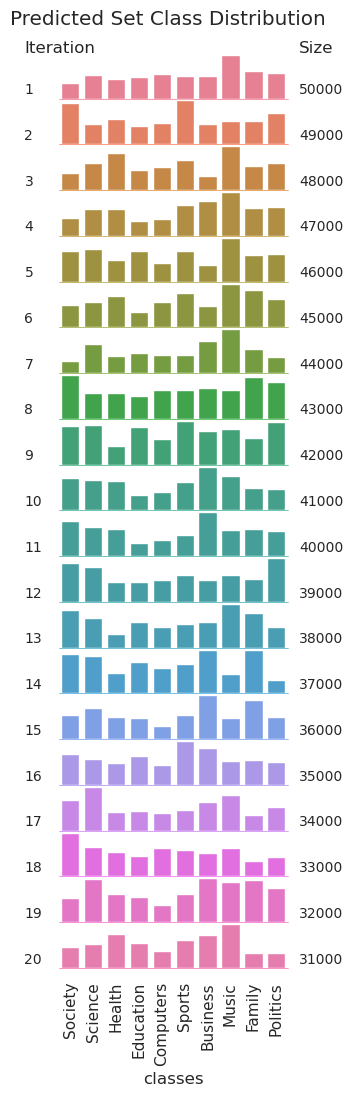 Predicted Set Class Distribution
Iteration Size
1 50000
2 49000
3 48000
4 47000
5 46000
6 45000
7 44000
8 43000
9 42000
10 41000
11 40000
12 39000
13 38000
14 37000
15 36000
16 35000
17 34000
18 33000
19 32000
20 31000
Society
Science
Health
Education
Computers
Sports
Business
Music
Family
Politics
classes